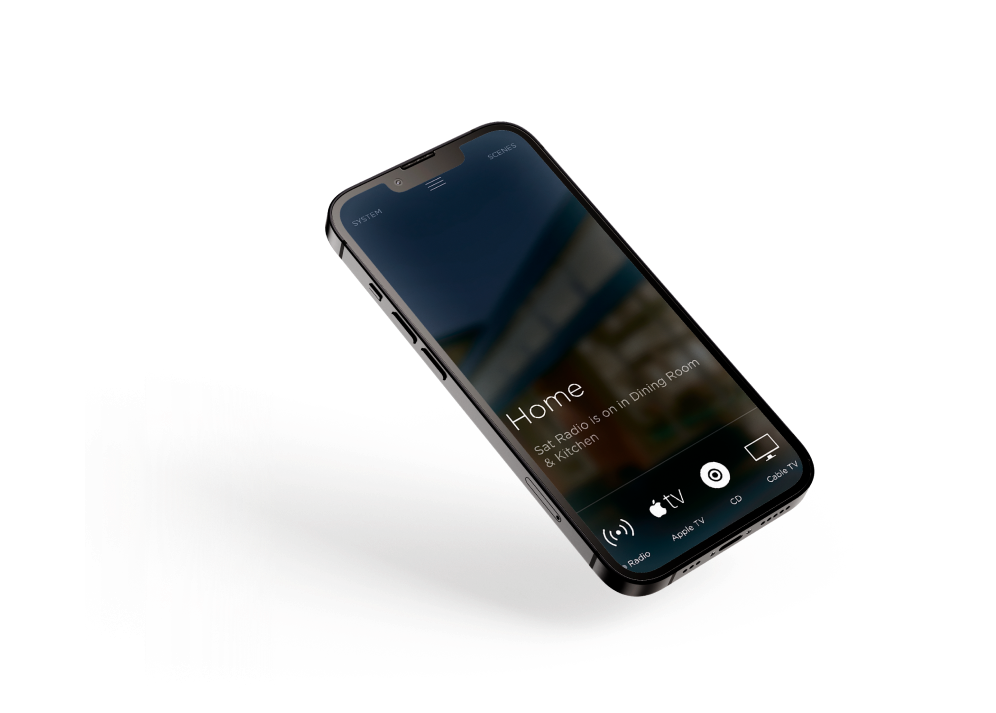 SYSTEM
SCENES
Home
Sat Radio is on in Dining Room
& Kitchen
tv
Radio
Apple TV
CD
Cable TV